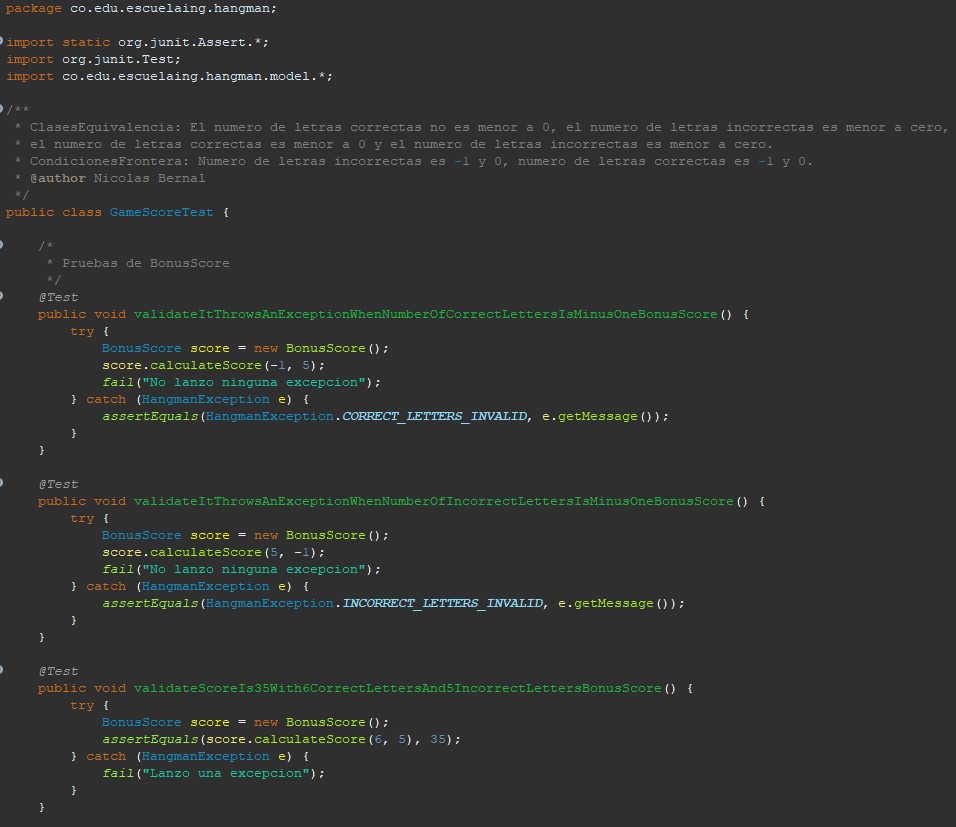 package co.edu.escuelaing.hangman;
import static org.junit.Assert.*;
import org.junit.Test;
import co.edu.escuelaing.hangman.model.*;
/**
 * ClasesEquivalencia: El numero de letras correctas no es menor a 0, el numero de letras incorrectas es menor a cero,
 * el numero de letras correctas es menor a 0 y el numero de letras incorrectas es menor a cero.
 * CondicionesFrontera: Numero de letras incorrectas es -1 y 0, numero de letras correctas es -1 y 0.
 * @author Nicolas Bernal
 */
public class GameScoreTest {
    /*
     * Pruebas de BonusScore
     */
    @Test
    public void validateItThrowsAnExceptionWhenNumberOfCorrectLettersIsMinusOneBonusScore() {
        try {
            BonusScore score = new BonusScore();
            score.calculateScore(-1, 5);
            fail("No lanzo ninguna excepcion");
        } catch (HangmanException e) {
            assertEquals(HangmanException.CORRECT_LETTERS_INVALID, e.getMessage());
        }
    }
    @Test
    public void validateItThrowsAnExceptionWhenNumberOfIncorrectLettersIsMinusOneBonusScore() {
        try {
            BonusScore score = new BonusScore();
            score.calculateScore(5, -1);
            fail("No lanzo ninguna excepcion");
        } catch (HangmanException e) {
            assertEquals(HangmanException.INCORRECT_LETTERS_INVALID, e.getMessage());
        }
    }
    @Test
    public void validateScoreIs35With6CorrectLettersAnd5IncorrectLettersBonusScore() {
        try {
            BonusScore score = new BonusScore();
            assertEquals(score.calculateScore(6, 5), 35);
        } catch (HangmanException e) {
            fail("Lanzo una excepcion");
        }
    }